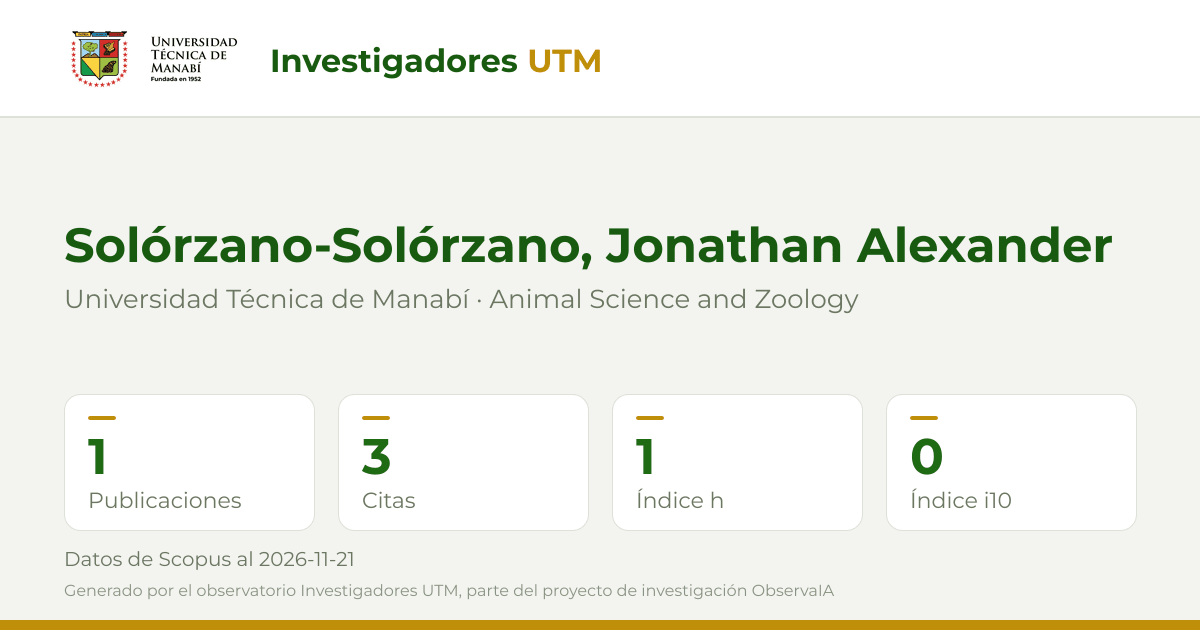 UNIVERSIDAD
TÉCNICA DE
MANABÍ
Fundada en 1952
Investigadores UTM
Solórzano-Solórzano, Jonathan Alexander
Universidad Técnica de Manabí · Animal Science and Zoology
1
Publicaciones
3
Citas
1
Índice h
0
Índice i10
Datos de Scopus al 2026-11-21
Generado por el observatorio Investigadores UTM, parte del proyecto de investigación ObservaIA